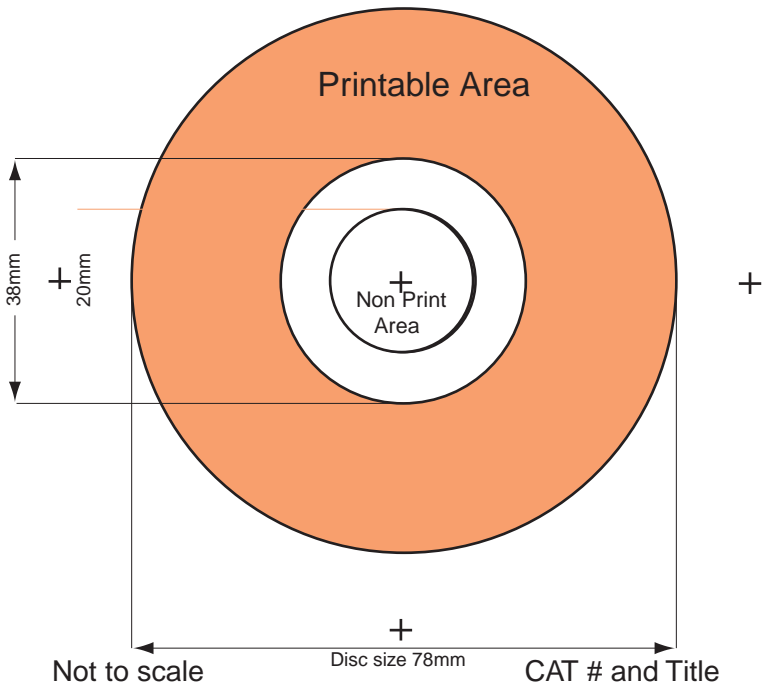 Printable Area
38mm
20mm
Non Print
Area
Disc size 78mm
Not to scale
CAT # and Title